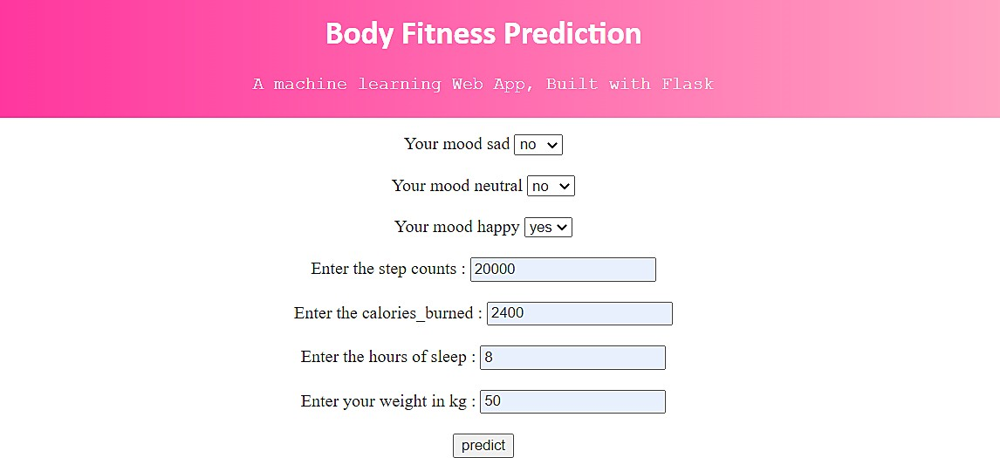 Body Fitness Prediction
A machine learning Web App, Built with Flask
Your mood sad no
Your mood neutral no
Your mood happy yes
Enter the step counts : 20000
Enter the calories_burned : 2400
Enter the hours of sleep : 8
Enter your weight in kg : 50
predict